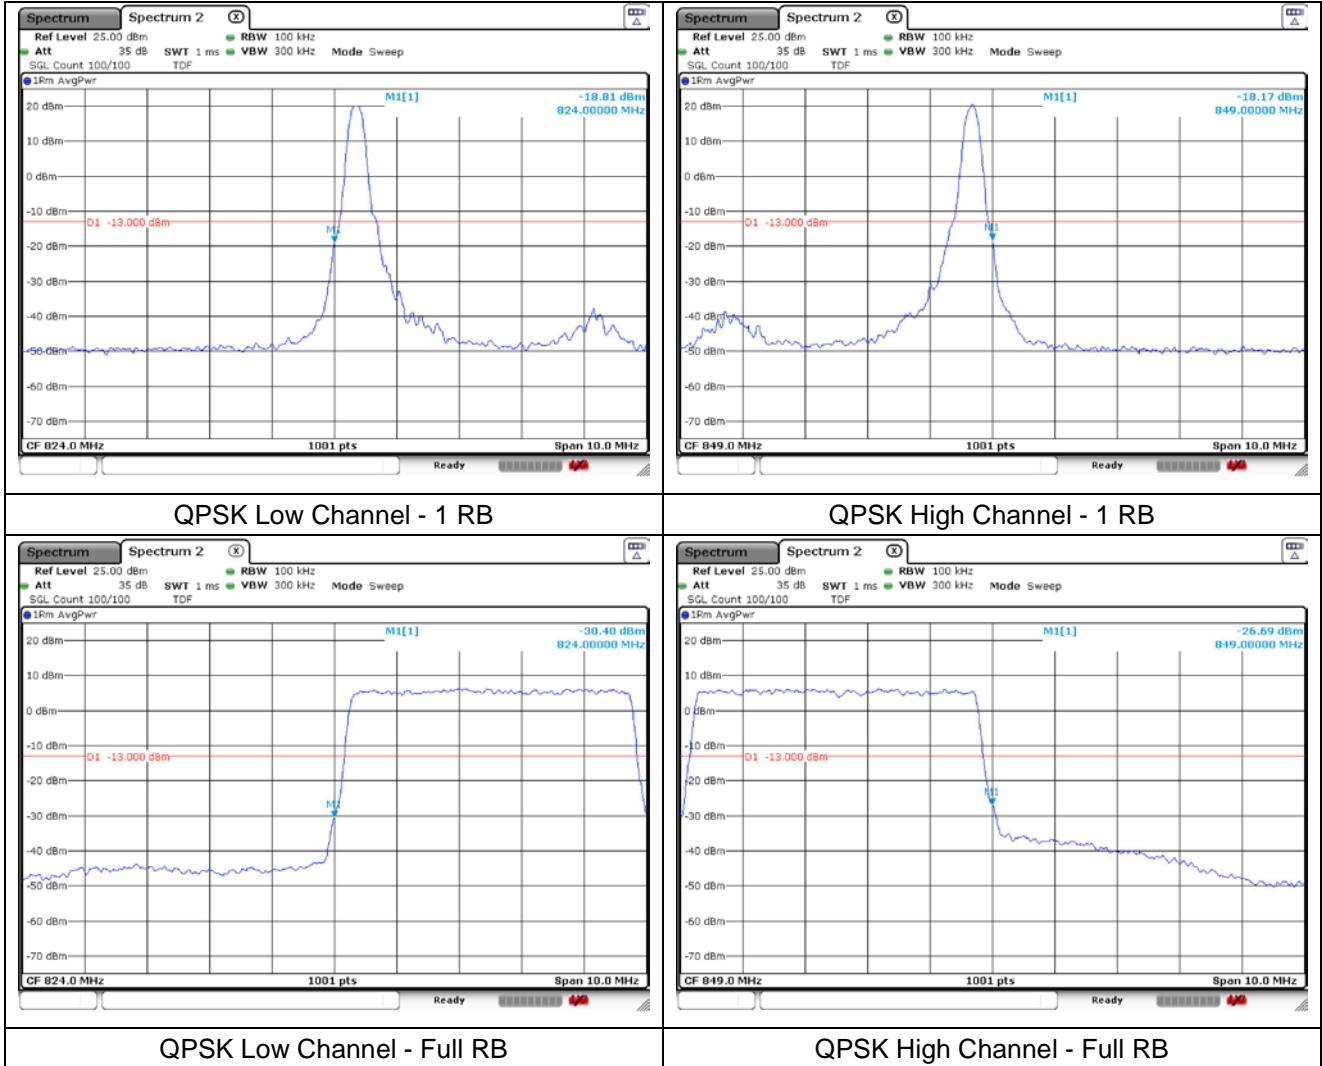 Spectrum Spectrum 2 X
Ref Level 25.00 dBm RBW 100 kHz
Att 35 dB SWT 1 ms VBW 300 kHz Mode Sweep
SGL Count 100/100 TDF
1Rm AvgPwr
M1[1] -18.81 dBm
824.00000 MHz
20 dBm
10 dBm
0 dBm
-10 dBm
D1 -13.000 dBm
M1
-20 dBm
-30 dBm
-40 dBm
-50 dBm
-60 dBm
-70 dBm
CF 824.0 MHz 1001 pts Span 10.0 MHz
Ready
QPSK Low Channel - 1 RB
Spectrum Spectrum 2 X
Ref Level 25.00 dBm RBW 100 kHz
Att 35 dB SWT 1 ms VBW 300 kHz Mode Sweep
SGL Count 100/100 TDF
1Rm AvgPwr
M1[1] -18.17 dBm
849.00000 MHz
20 dBm
10 dBm
0 dBm
-10 dBm
D1 -13.000 dBm
M1
-20 dBm
-30 dBm
-40 dBm
-50 dBm
-60 dBm
-70 dBm
CF 849.0 MHz 1001 pts Span 10.0 MHz
Ready
QPSK High Channel - 1 RB
Spectrum Spectrum 2 X
Ref Level 25.00 dBm RBW 100 kHz
Att 35 dB SWT 1 ms VBW 300 kHz Mode Sweep
SGL Count 100/100 TDF
1Rm AvgPwr
M1[1] -30.40 dBm
824.00000 MHz
20 dBm
10 dBm
0 dBm
-10 dBm
D1 -13.000 dBm
-20 dBm
M1
-30 dBm
-40 dBm
-50 dBm
-60 dBm
-70 dBm
CF 824.0 MHz 1001 pts Span 10.0 MHz
Ready
QPSK Low Channel - Full RB
Spectrum Spectrum 2 X
Ref Level 25.00 dBm RBW 100 kHz
Att 35 dB SWT 1 ms VBW 300 kHz Mode Sweep
SGL Count 100/100 TDF
1Rm AvgPwr
M1[1] -26.69 dBm
849.00000 MHz
20 dBm
10 dBm
0 dBm
-10 dBm
D1 -13.000 dBm
-20 dBm
M1
-30 dBm
-40 dBm
-50 dBm
-60 dBm
-70 dBm
CF 849.0 MHz 1001 pts Span 10.0 MHz
Ready
QPSK High Channel - Full RB